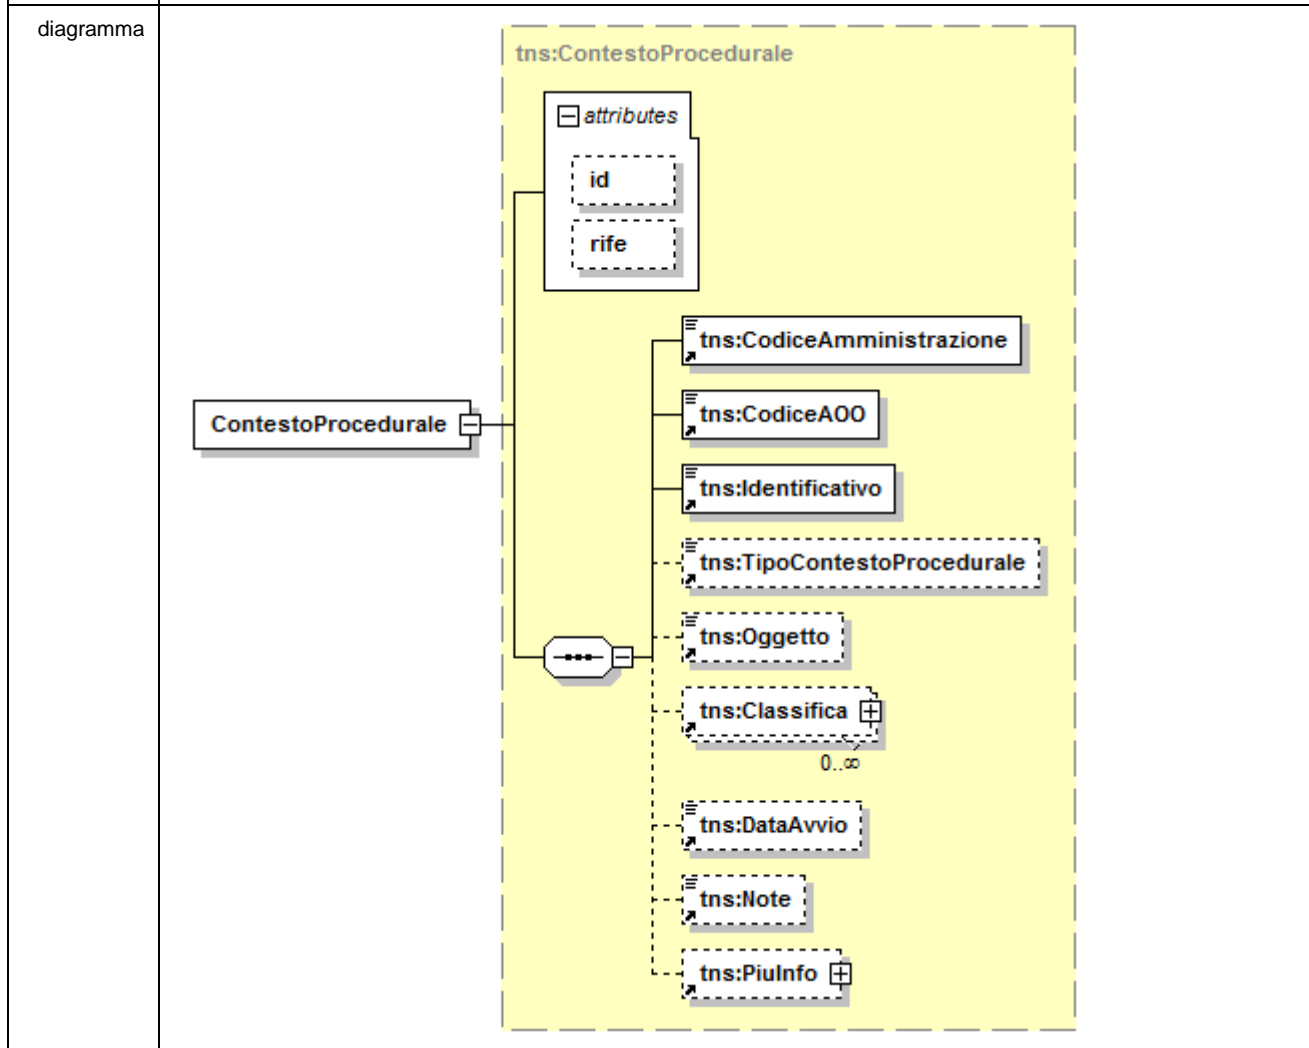 diagramma
tns:ContestoProcedurale
attributes
id
rife
ContestoProcedurale
tns:CodiceAmministrazione
tns:CodiceAOO
tns:Identificativo
tns:TipoContestoProcedurale
tns:Oggetto
tns:Classifica
0..∞
tns:DataAvvio
tns:Note
tns:PiuInfo